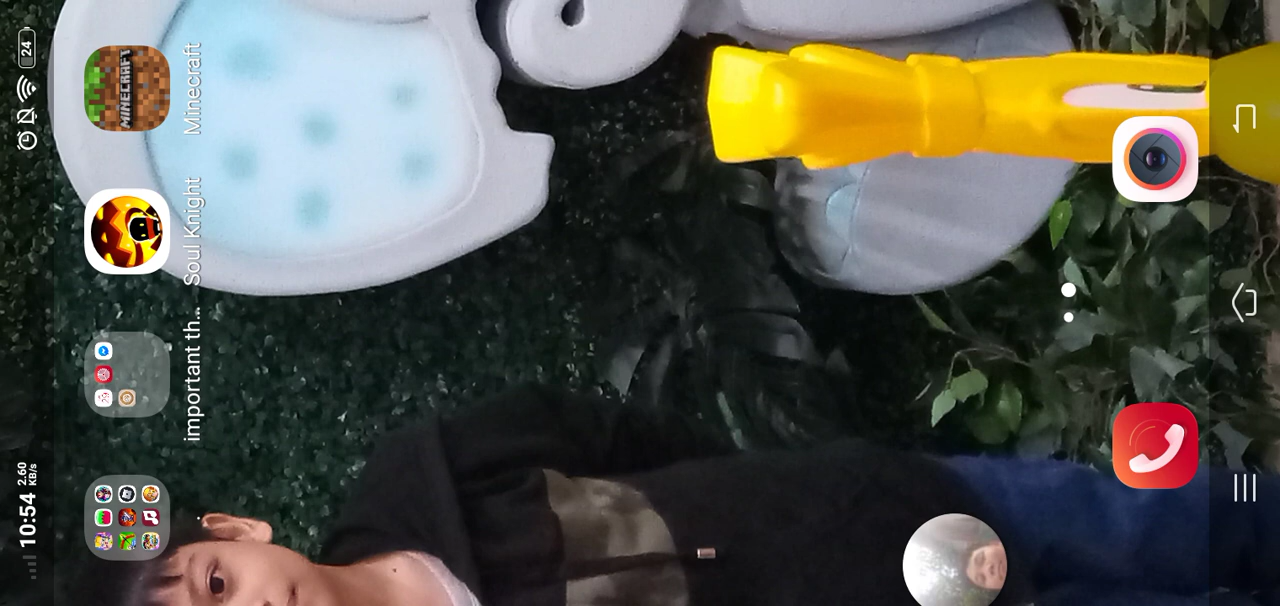 10:54
2.60
KB/s
24
important th...
Soul Knight
Minecraft
MINECRAFT